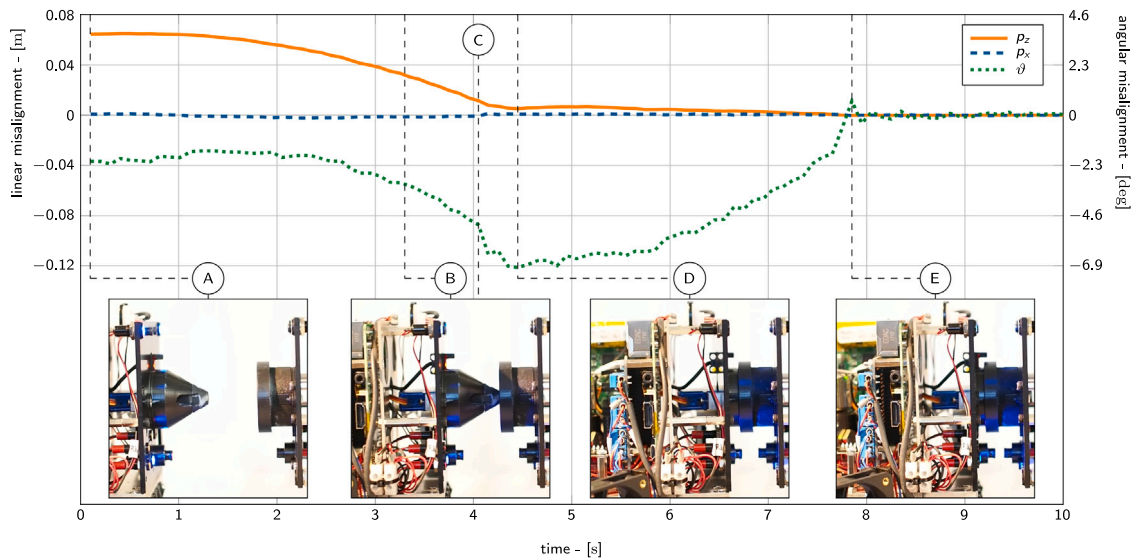 0.08
0.04
0
−0.04
−0.08
−0.12
linear misalignment - [m]
4.6
2.3
0
−2.3
−4.6
−6.9
angular misalignment - [deg]
p_z
p_x
ϑ
C
A
B
D
E
0 1 2 3 4 5 6 7 8 9 10
time - [s]